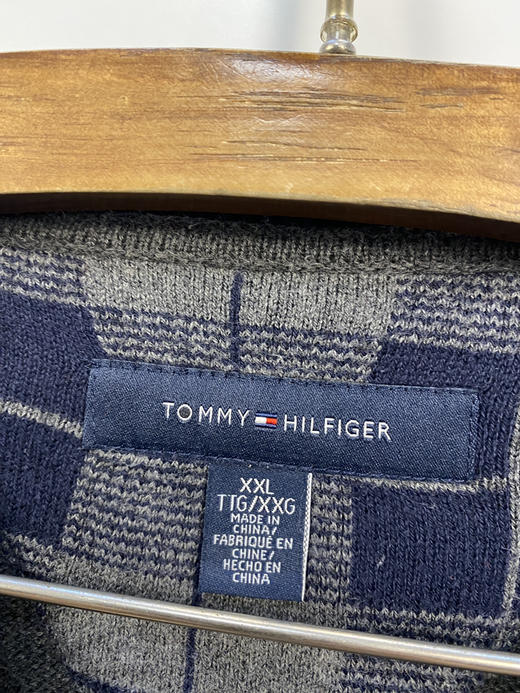 TOMMY HILFIGER
XXL
TTG/XXG
MADE IN
CHINA/
FABRIQUÉ EN
CHINE/
HECHO EN
CHINA